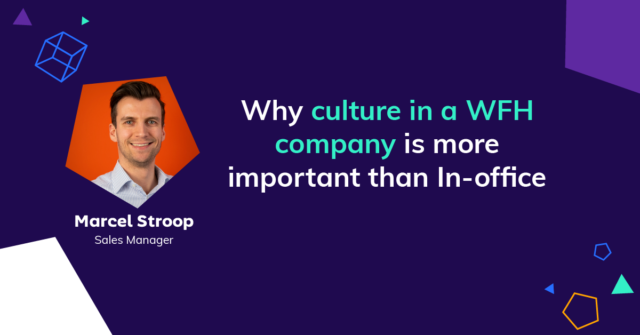 Why culture in a WFH
company is more
important than In-office
Marcel Stroop
Sales Manager